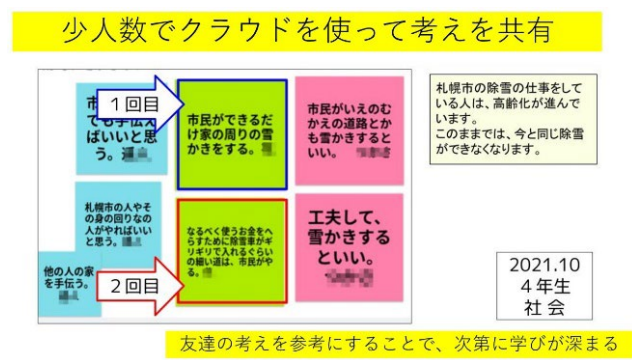 少人数でクラウドを使って考えを共有
市
でも手伝え
ばいいと思
う。
1回目
市民ができるだ
け家の周りの雪
かきをする。
市民がいえのむ
かえの道路とか
も雪かきすると
いい。
札幌市の除雪の仕事をして
いる人は、高齢化が進んで
います。
このままでは、今と同じ除雪
ができなくなります。
札幌市の人やそ
の身の回りなの
人がやればいい
と思う。
他の人の家
を手伝う。
2回目
なるべく使うお金をへ
らすために除雪車がギ
リギリで入れるぐらい
の細い道は、市民がや
る。
工夫して、
雪かきする
といい。
2021.10
4年生
社会
友達の考えを参考にすることで、次第に学びが深まる